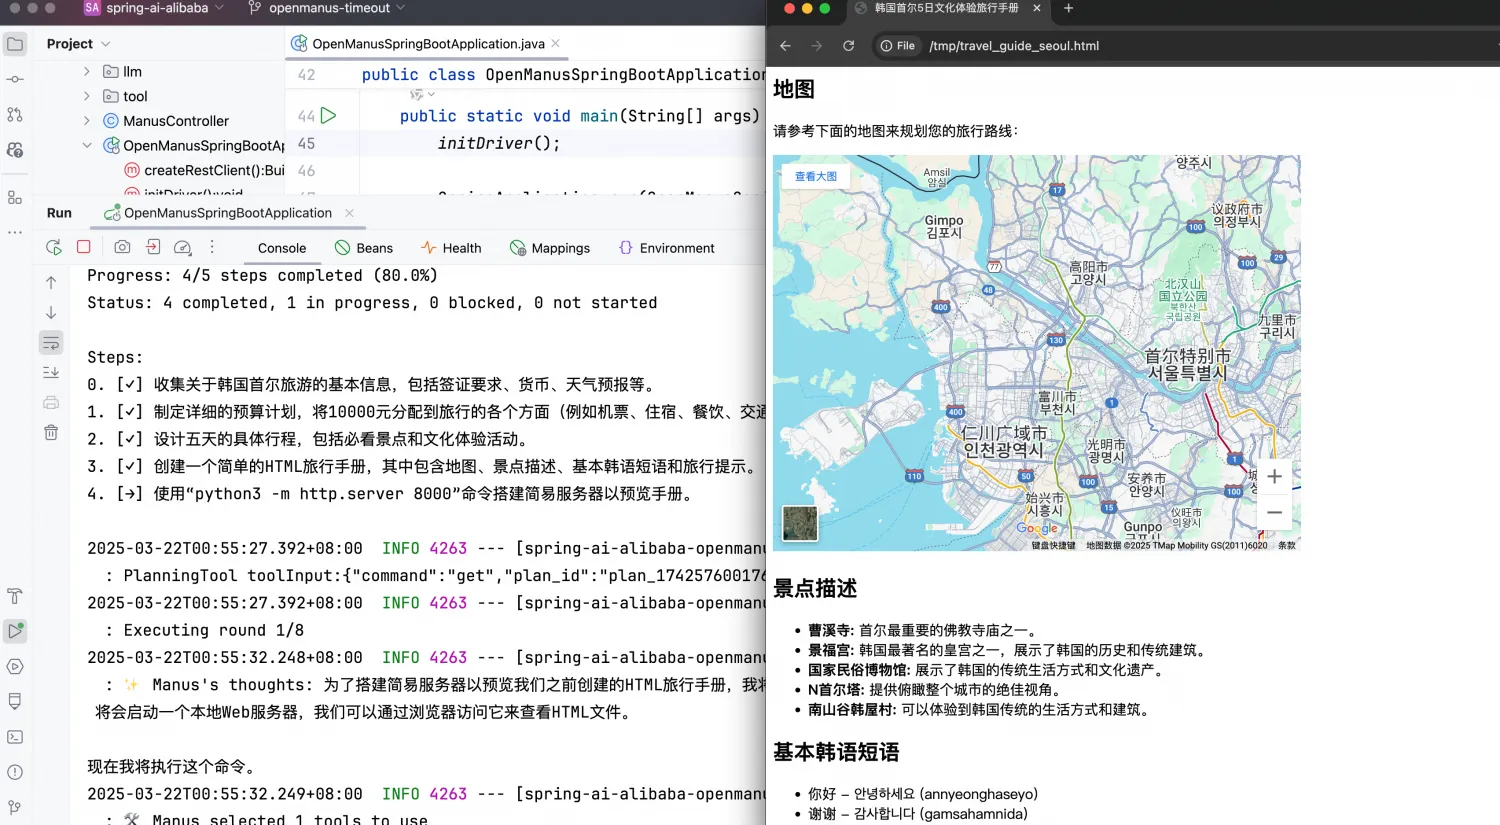 SA spring-ai-alibaba openmanus-timeout
Project
llm
tool
ManusController
OpenManusSpringBootAp
createRestClient():Bui
initDriver():void
OpenManusSpringBootApplication.java
42 public class OpenManusSpringBootApplication
44 public static void main(String[] args)
45 initDriver();
46
Run OpenManusSpringBootApplication
Console Beans Health Mappings Environment
Progress: 4/5 steps completed (80.0%)
Status: 4 completed, 1 in progress, 0 blocked, 0 not started
Steps:
0. [✓] 收集关于韩国首尔旅游的基本信息，包括签证要求、货币、天气预报等。
1. [✓] 制定详细的预算计划，将10000元分配到旅行的各个方面（例如机票、住宿、餐饮、交通
2. [✓] 设计五天的具体行程，包括必看景点和文化体验活动。
3. [✓] 创建一个简单的HTML旅行手册，其中包含地图、景点描述、基本韩语短语和旅行提示。
4. [→] 使用“python3 -m http.server 8000”命令搭建简易服务器以预览手册。
2025-03-22T00:55:27.392+08:00 INFO 4263 --- [spring-ai-alibaba-openmanu
: PlanningTool toolInput:{"command":"get","plan_id":"plan_174257600176
2025-03-22T00:55:27.392+08:00 INFO 4263 --- [spring-ai-alibaba-openmanu
: Executing round 1/8
2025-03-22T00:55:32.248+08:00 INFO 4263 --- [spring-ai-alibaba-openmanu
: ✨ Manus's thoughts: 为了搭建简易服务器以预览我们之前创建的HTML旅行手册，我将
将会启动一个本地Web服务器，我们可以通过浏览器访问它来查看HTML文件。
现在我将执行这个命令。
2025-03-22T00:55:32.249+08:00 INFO 4263 --- [spring-ai-alibaba-openmanu
: 🛠 Manus selected 1 tools to use
韩国首尔5日文化体验旅行手册
File /tmp/travel_guide_seoul.html
地图
请参考下面的地图来规划您的旅行路线：
查看大图
Amsil
암실
양주시
17
Gimpo
김포시
议政府市
의정부시
100
77
高阳市
고양시
100
29
48
北汉山
国立公园
북한산
국립공원
400
九里市
구리시
130
首尔特别市
서울특별시
富川市
부천시
1
400
仁川广域市
인천광역시
光明市
광명시
1
110
50
100
安养市
안양시
100
始兴市
시흥시
15
仪旺市
의왕시
Gunpo
군포시
Google
键盘快捷键 地图数据 ©2025 TMap Mobility GS(2011)6020 条款
景点描述
• 曹溪寺: 首尔最重要的佛教寺庙之一。
• 景福宫: 韩国最著名的皇宫之一，展示了韩国的历史和传统建筑。
• 国家民俗博物馆: 展示了韩国的传统生活方式和文化遗产。
• N首尔塔: 提供俯瞰整个城市的绝佳视角。
• 南山谷韩屋村: 可以体验到韩国传统的生活方式和建筑。
基本韩语短语
• 你好 – 안녕하세요 (annyeonghaseyo)
• 谢谢 – 감사합니다 (gamsahamnida)